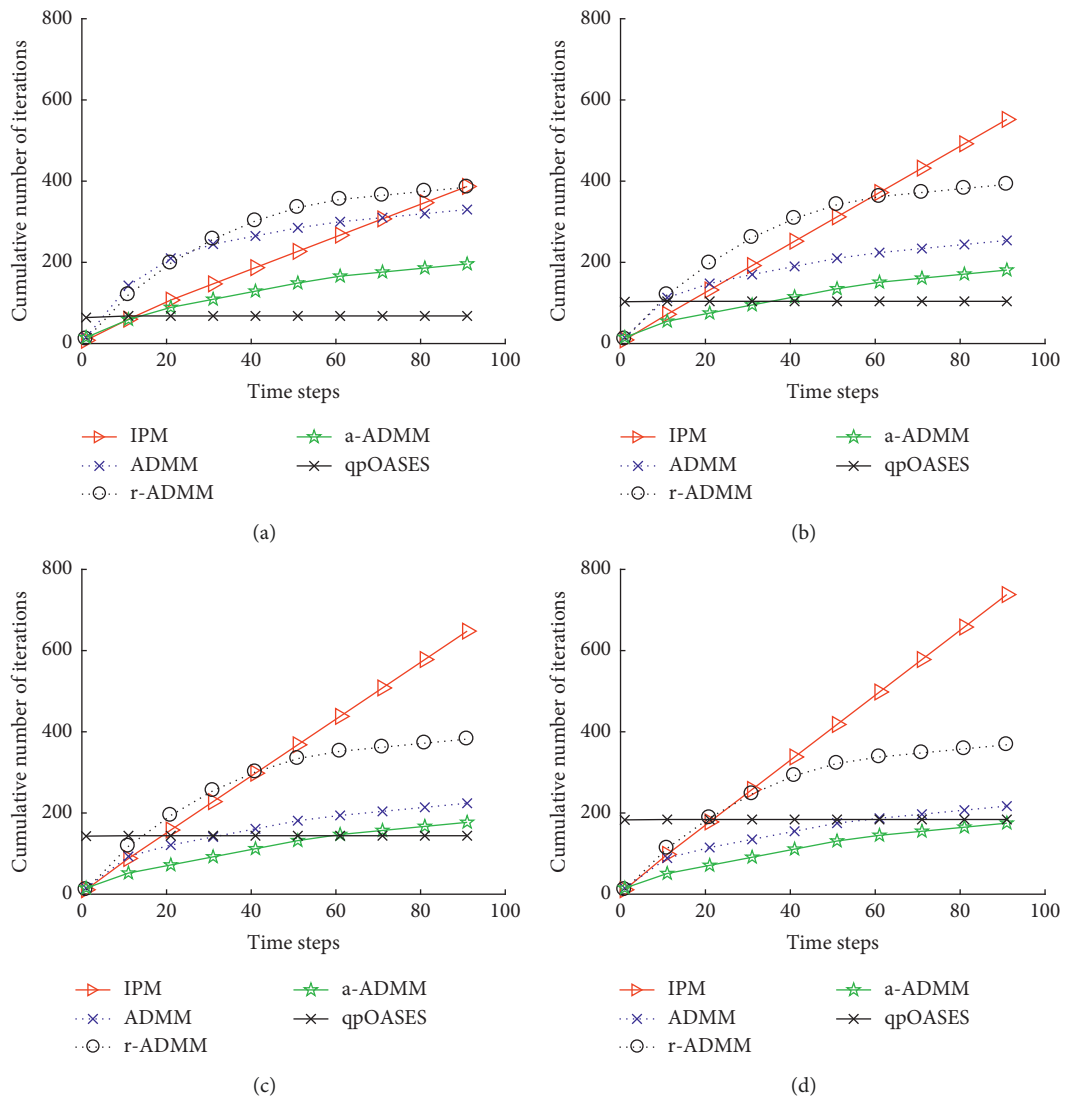 800
600
400
200
0
Cumulative number of iterations
0 20 40 60 80 100
Time steps
IPM
ADMM
r-ADMM
a-ADMM
qpOASES
(a)
800
600
400
200
0
Cumulative number of iterations
0 20 40 60 80 100
Time steps
IPM
ADMM
r-ADMM
a-ADMM
qpOASES
(b)
800
600
400
200
0
Cumulative number of iterations
0 20 40 60 80 100
Time steps
IPM
ADMM
r-ADMM
a-ADMM
qpOASES
(c)
800
600
400
200
0
Cumulative number of iterations
0 20 40 60 80 100
Time steps
IPM
ADMM
r-ADMM
a-ADMM
qpOASES
(d)